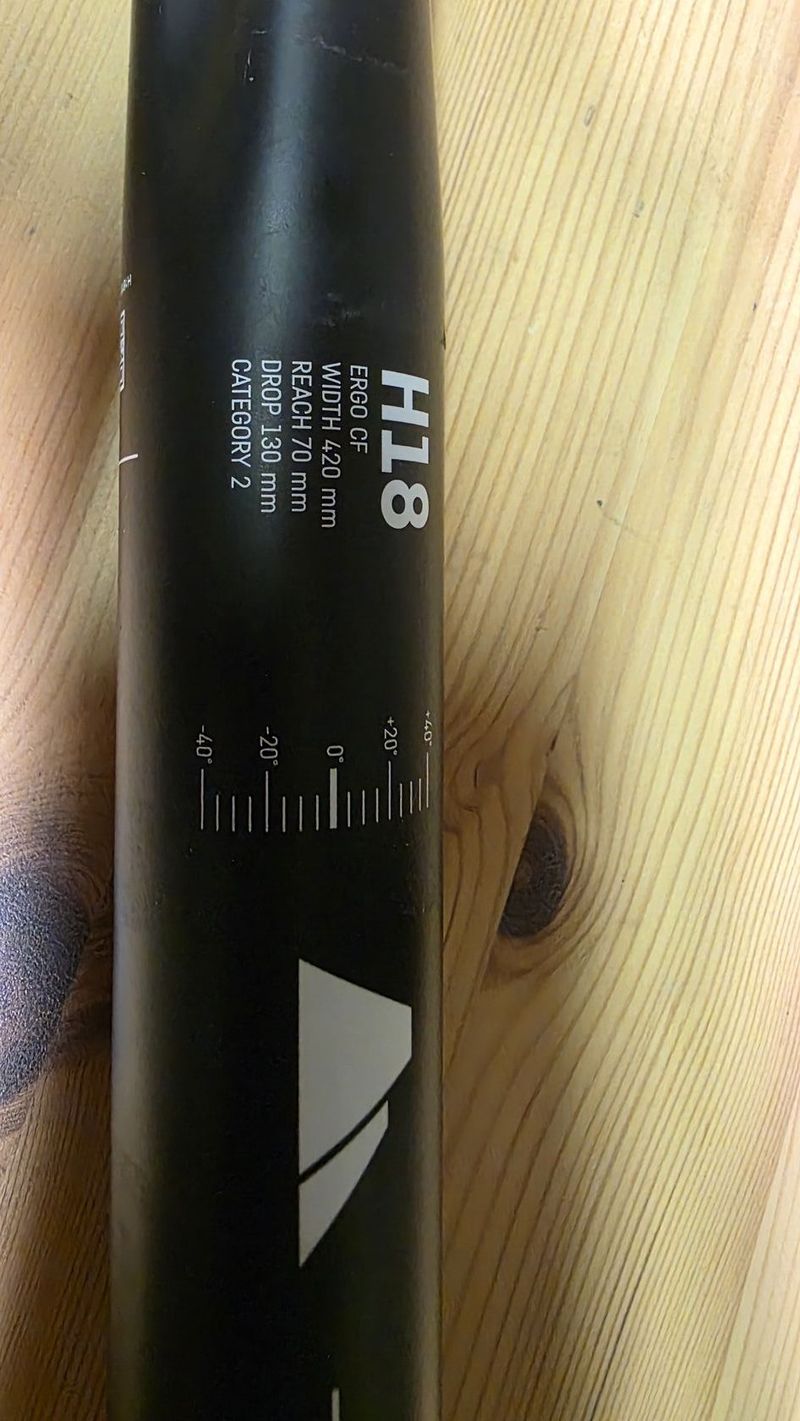 H18
ERGO CF
WIDTH 420 mm
REACH 70 mm
DROP 130 mm
CATEGORY 2
-40° -20° 0° +20° +40°